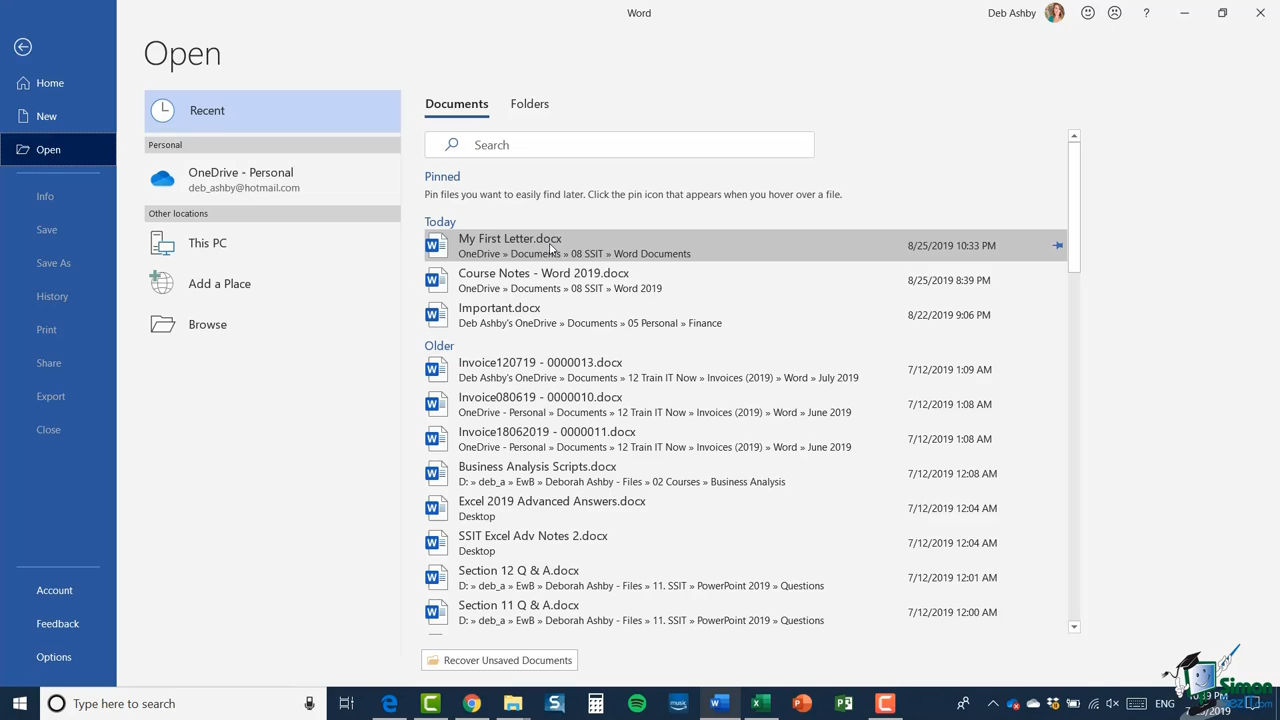 Word
Deb Ashby
?
Open
Home
New
Open
Info
Save
Save As
History
Print
Share
Export
Close
Account
Feedback
Options
Recent
Personal
OneDrive - Personal
deb_ashby@hotmail.com
Other locations
This PC
Add a Place
Browse
Documents Folders
Search
Pinned
Pin files you want to easily find later. Click the pin icon that appears when you hover over a file.
Today
My First Letter.docx
OneDrive » Documents » 08 SSIT » Word Documents
8/25/2019 10:33 PM
Course Notes - Word 2019.docx
OneDrive » Documents » 08 SSIT » Word 2019
8/25/2019 8:39 PM
Important.docx
Deb Ashby's OneDrive » Documents » 05 Personal » Finance
8/22/2019 9:06 PM
Older
Invoice120719 - 0000013.docx
Deb Ashby's OneDrive » Documents » 12 Train IT Now » Invoices (2019) » Word » July 2019
7/12/2019 1:09 AM
Invoice080619 - 0000010.docx
OneDrive - Personal » Documents » 12 Train IT Now » Invoices (2019) » Word » June 2019
7/12/2019 1:08 AM
Invoice18062019 - 0000011.docx
OneDrive - Personal » Documents » 12 Train IT Now » Invoices (2019) » Word » June 2019
7/12/2019 1:08 AM
Business Analysis Scripts.docx
D: » deb_a » EwB » Deborah Ashby - Files » 02 Courses » Business Analysis
7/12/2019 12:08 AM
Excel 2019 Advanced Answers.docx
Desktop
7/12/2019 12:04 AM
SSIT Excel Adv Notes 2.docx
Desktop
7/12/2019 12:04 AM
Section 12 Q & A.docx
D: » deb_a » EwB » Deborah Ashby - Files » 11. SSIT » PowerPoint 2019 » Questions
7/12/2019 12:01 AM
Section 11 Q & A.docx
D: » deb_a » EwB » Deborah Ashby - Files » 11. SSIT » PowerPoint 2019 » Questions
7/12/2019 12:00 AM
Recover Unsaved Documents
Type here to search
music
ENG
Simon